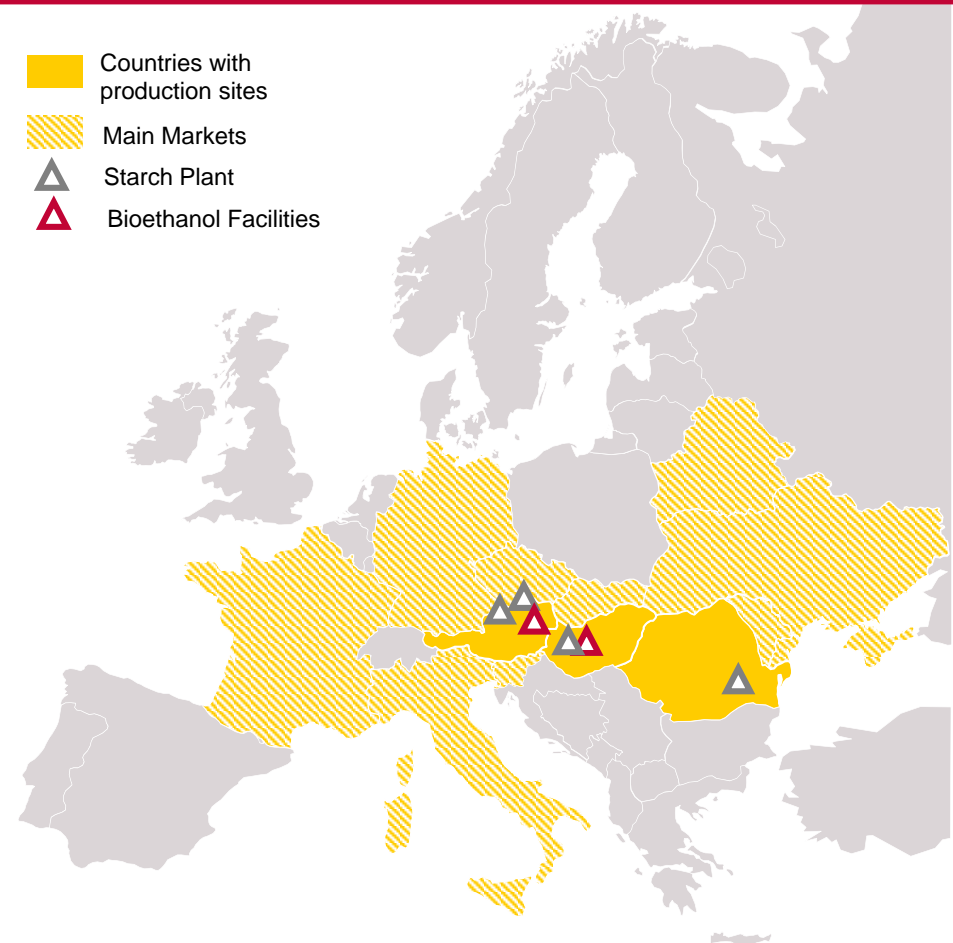 Countries with
production sites
Main Markets
Starch Plant
Bioethanol Facilities